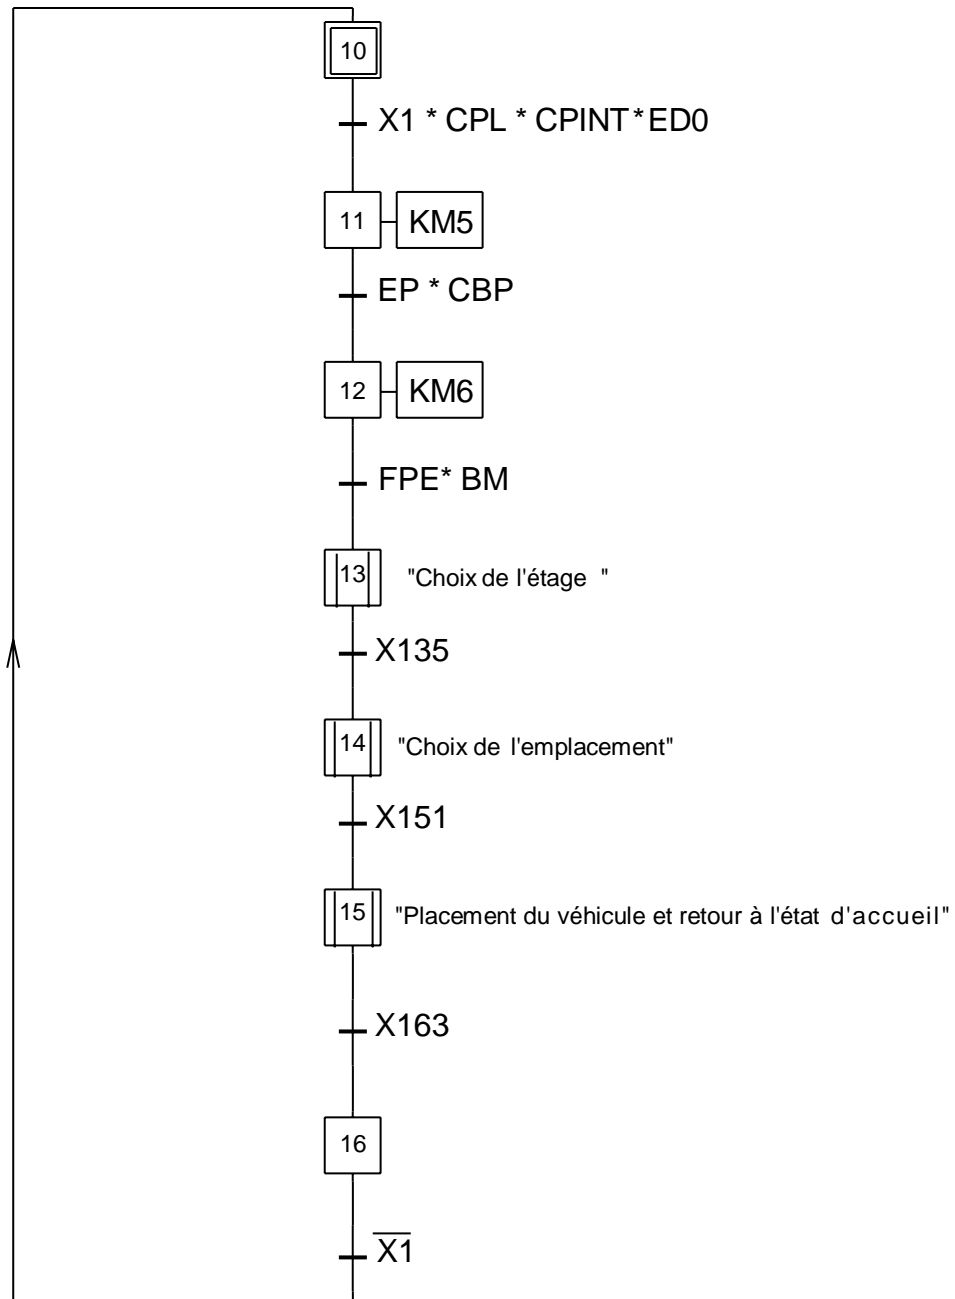 10
X1 * CPL * CPINT * ED0
11 KM5
EP * CBP
12 KM6
FPE* BM
13 "Choix de l'étage "
X135
14 "Choix de l'emplacement"
X151
15 "Placement du véhicule et retour à l'état d'accueil"
X163
16
X̅1̅